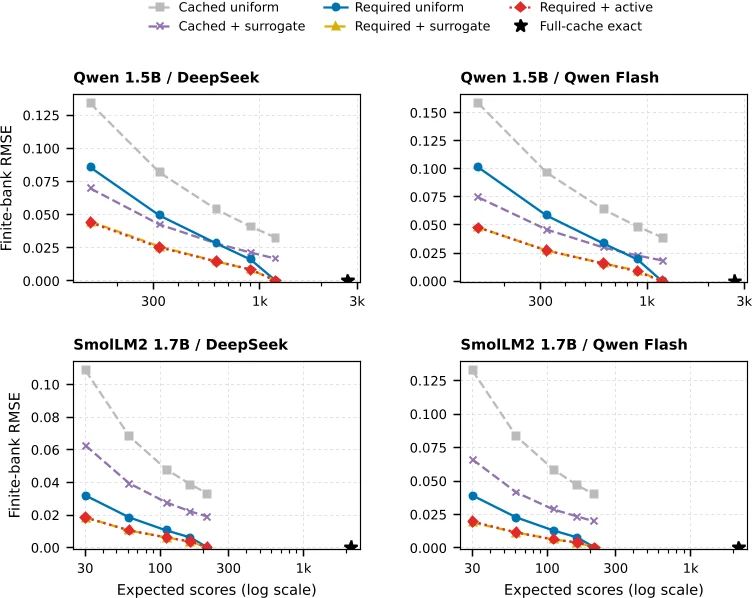 Cached uniform Required uniform Required + active
Cached + surrogate Required + surrogate Full-cache exact
Qwen 1.5B / DeepSeek Qwen 1.5B / Qwen Flash
Finite-bank RMSE
0.125
0.100
0.075
0.050
0.025
0.000
300 1k 3k
0.150
0.125
0.100
0.075
0.050
0.025
0.000
300 1k 3k
SmolLM2 1.7B / DeepSeek SmolLM2 1.7B / Qwen Flash
Finite-bank RMSE
0.10
0.08
0.06
0.04
0.02
0.00
30 100 300 1k
0.125
0.100
0.075
0.050
0.025
0.000
30 100 300 1k
Expected scores (log scale) Expected scores (log scale)